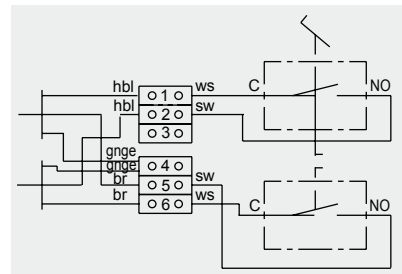 hbl 1 ws
hbl 2 sw
3
C NO
gnge
gnge 4
br 5 sw
br 6 ws
C NO